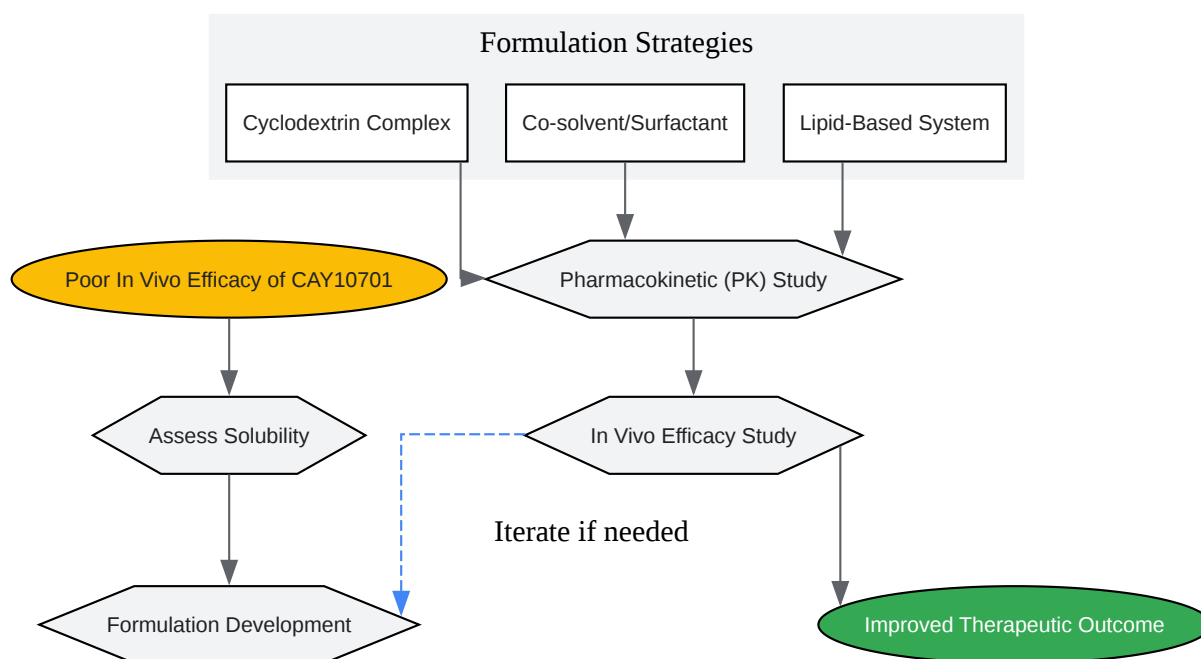 Formulation Strategies
Cyclodextrin Complex
Co-solvent/Surfactant
Lipid-Based System
Poor In Vivo Efficacy of CAY10701
Pharmacokinetic (PK) Study
Assess Solubility
In Vivo Efficacy Study
Iterate if needed
Formulation Development
Improved Therapeutic Outcome